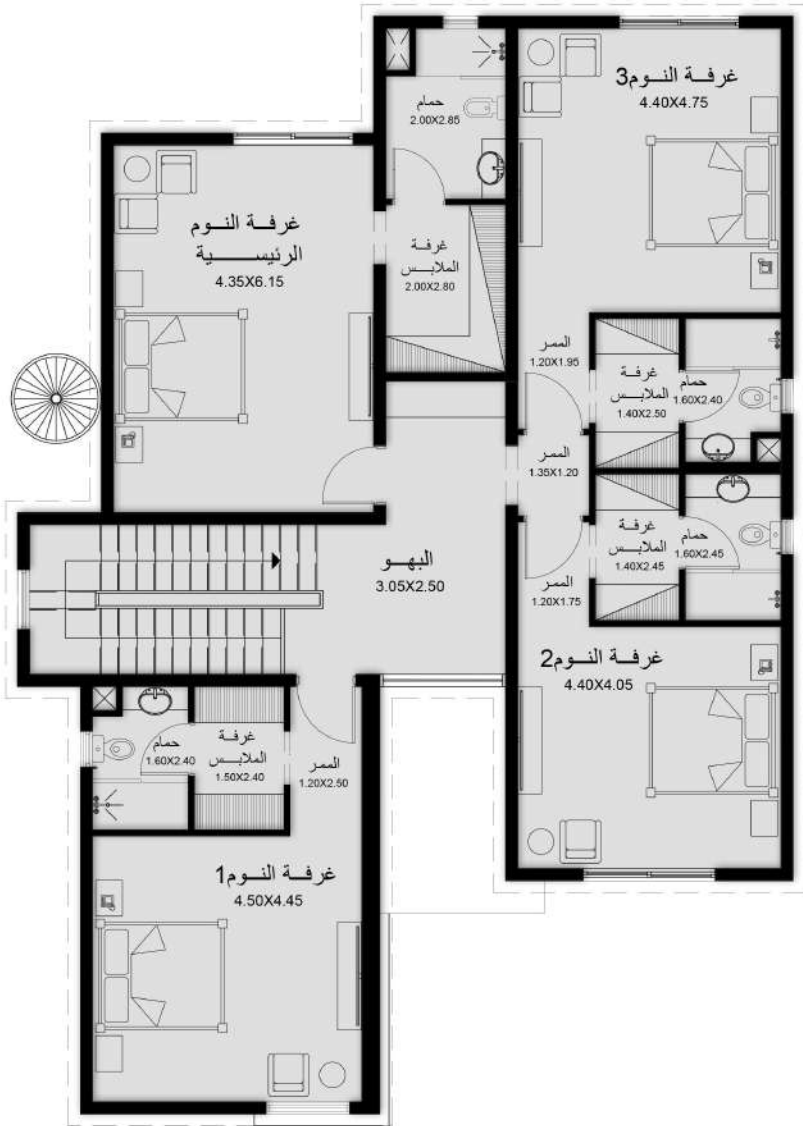 غرفة النوم3
4.40X4.75
حمام
2.00X2.85
غرفة النوم
الرئيسية
4.35X6.15
غرفة
الملابس
2.00X2.80
الممر
1.20X1.95
غرفة
الملابس
1.40X2.50
حمام
1.60X2.40
الممر
1.35X1.20
غرفة
الملابس
1.40X2.45
حمام
1.60X2.45
البهو
3.05X2.50
الممر
1.20X1.75
غرفة النوم2
4.40X4.05
حمام
1.60X2.40
غرفة
الملابس
1.50X2.40
الممر
1.20X2.50
غرفة النوم1
4.50X4.45